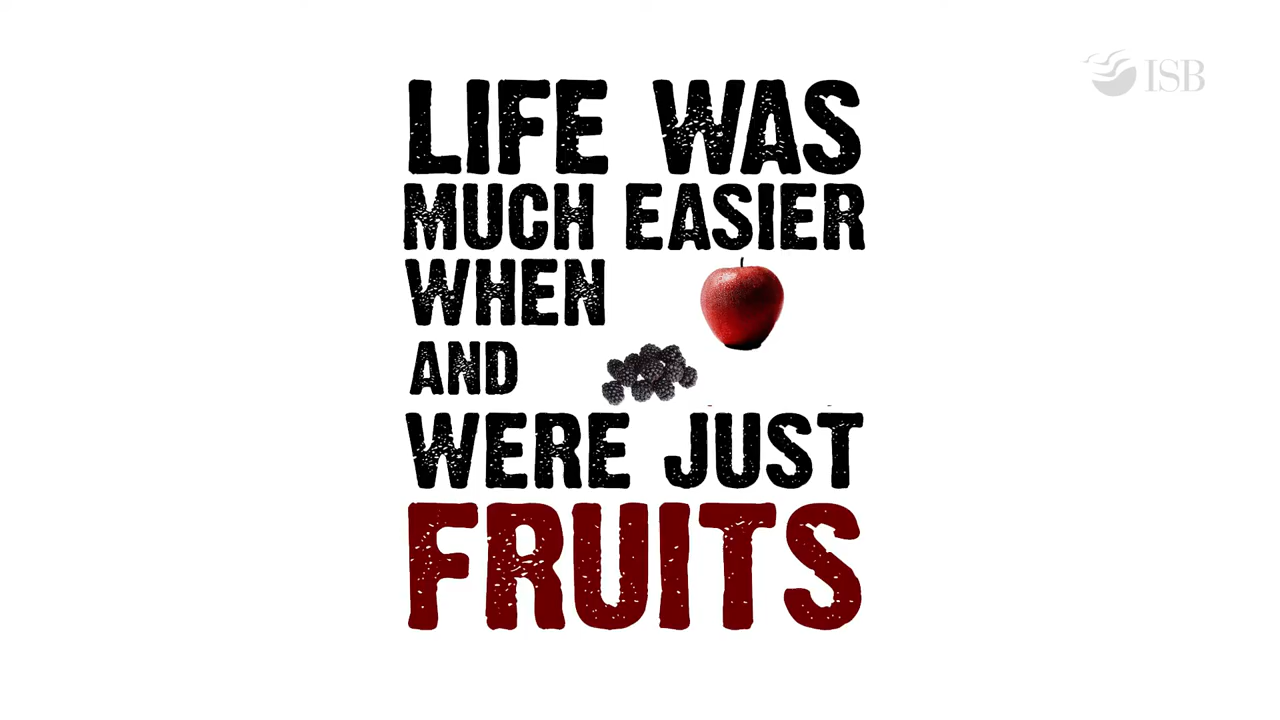 ISB
LIFE WAS
MUCH EASIER
WHEN
AND
WERE JUST
FRUITS